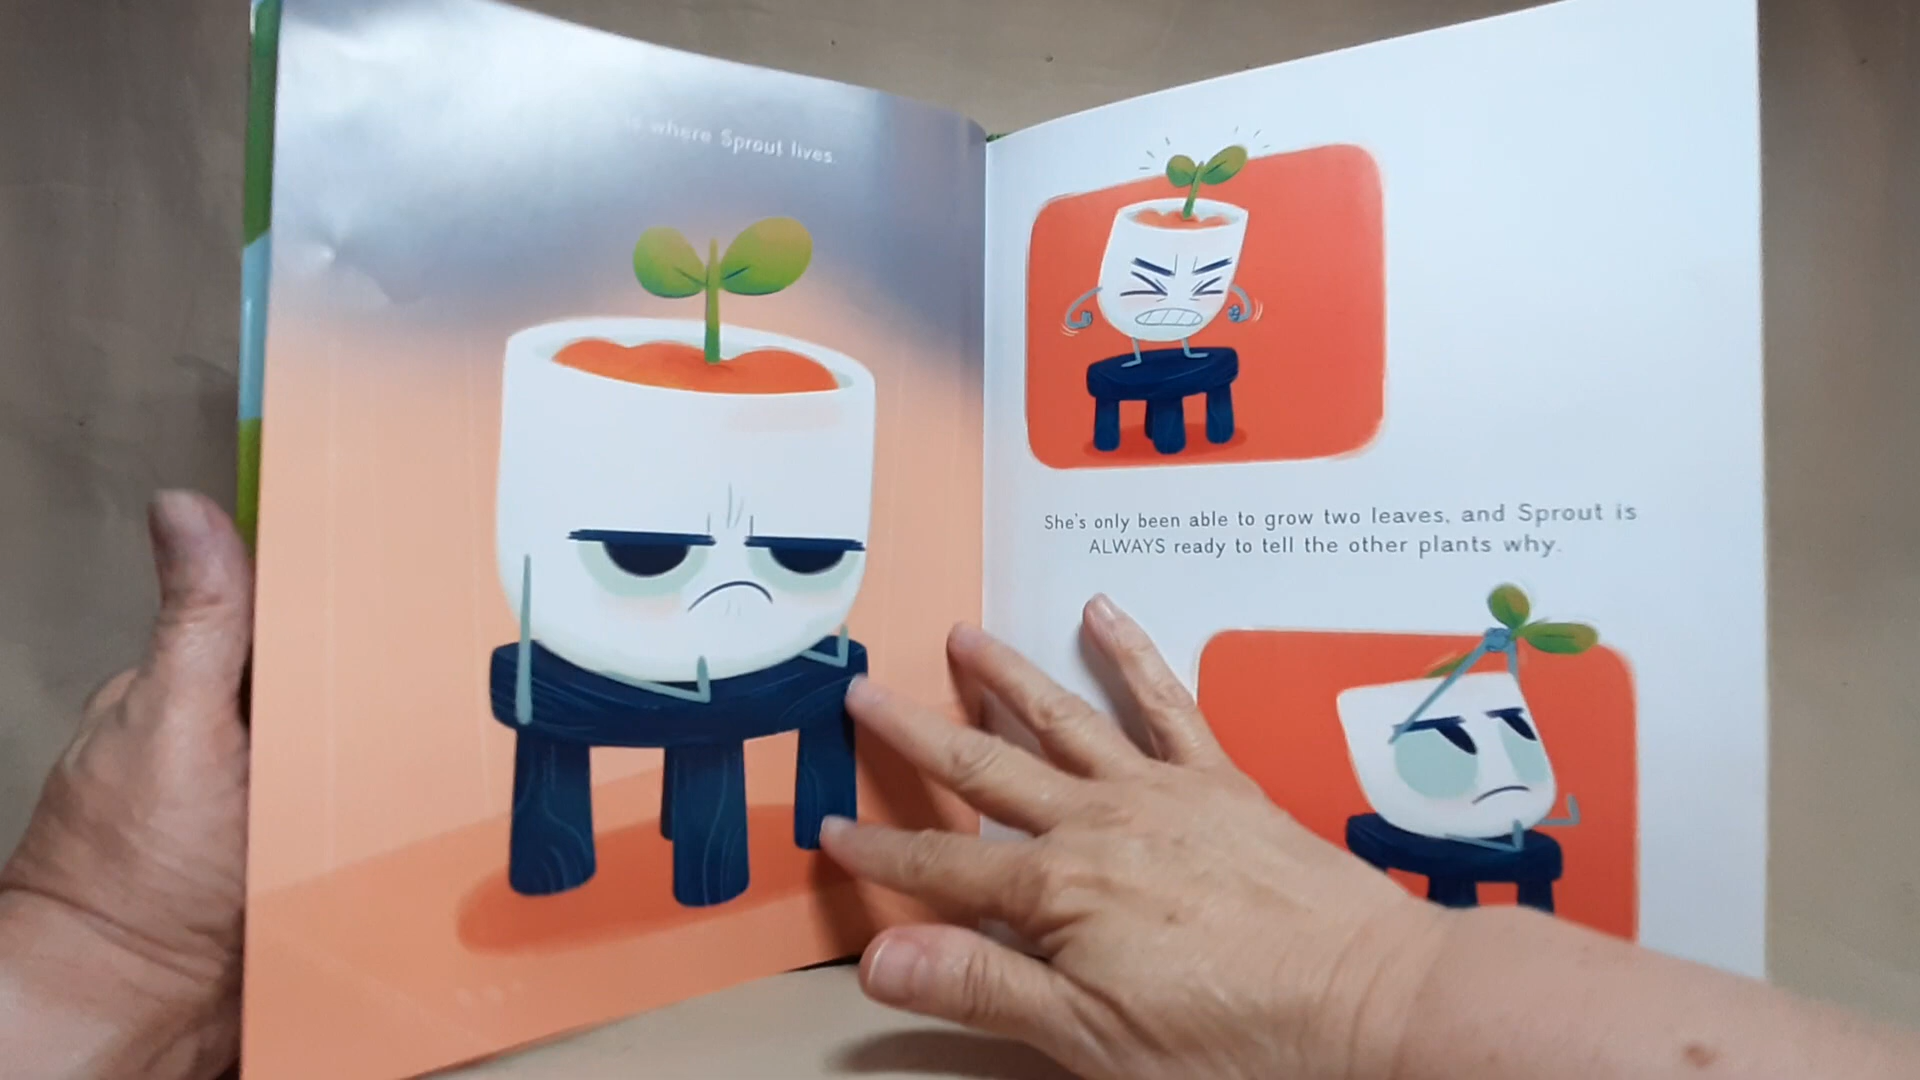 is where Sprout lives.
She's only been able to grow two leaves, and Sprout is
ALWAYS ready to tell the other plants why.